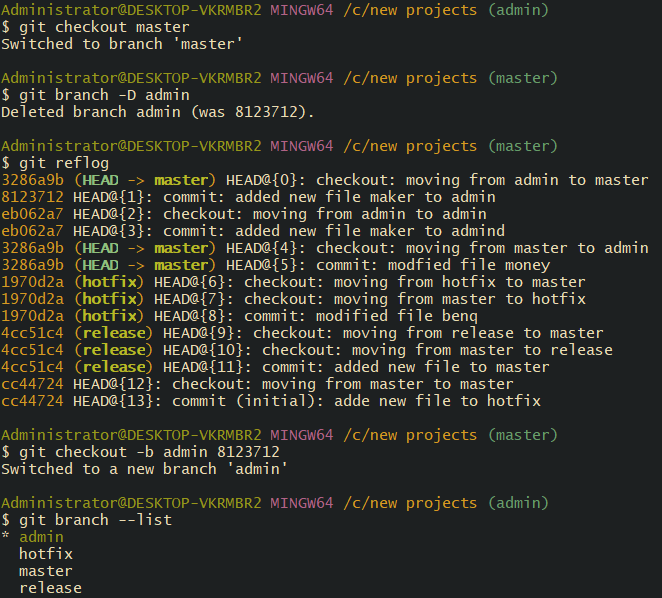 Administrator@DESKTOP-VKRMBR2 MINGW64 /c/new projects (admin)
$ git checkout master
Switched to branch 'master'
Administrator@DESKTOP-VKRMBR2 MINGW64 /c/new projects (master)
$ git branch -D admin
Deleted branch admin (was 8123712).
Administrator@DESKTOP-VKRMBR2 MINGW64 /c/new projects (master)
$ git reflog
3286a9b (HEAD -> master) HEAD@{0}: checkout: moving from admin to master
8123712 HEAD@{1}: commit: added new file maker to admin
eb062a7 HEAD@{2}: checkout: moving from admin to admin
eb062a7 HEAD@{3}: commit: added new file maker to admind
3286a9b (HEAD -> master) HEAD@{4}: checkout: moving from master to admin
3286a9b (HEAD -> master) HEAD@{5}: commit: modfied file money
1970d2a (hotfix) HEAD@{6}: checkout: moving from hotfix to master
1970d2a (hotfix) HEAD@{7}: checkout: moving from master to hotfix
1970d2a (hotfix) HEAD@{8}: commit: modified file benq
4cc51c4 (release) HEAD@{9}: checkout: moving from release to master
4cc51c4 (release) HEAD@{10}: checkout: moving from master to release
4cc51c4 (release) HEAD@{11}: commit: added new file to master
cc44724 HEAD@{12}: checkout: moving from master to master
cc44724 HEAD@{13}: commit (initial): adde new file to hotfix
Administrator@DESKTOP-VKRMBR2 MINGW64 /c/new projects (master)
$ git checkout -b admin 8123712
Switched to a new branch 'admin'
Administrator@DESKTOP-VKRMBR2 MINGW64 /c/new projects (admin)
$ git branch --list
* admin
hotfix
master
release